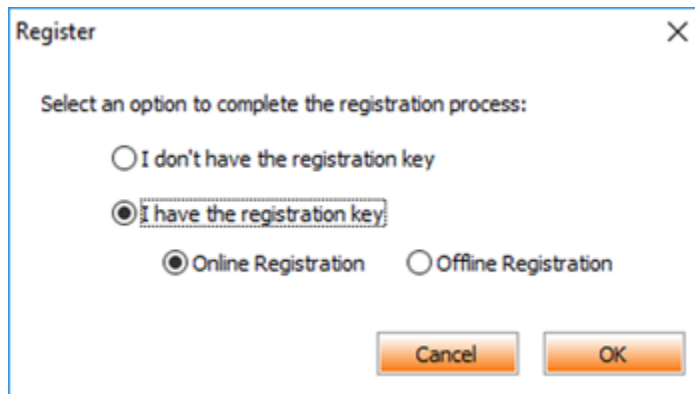 Register
Select an option to complete the registration process:
I don't have the registration key
I have the registration key
Online Registration Offline Registration
Cancel OK